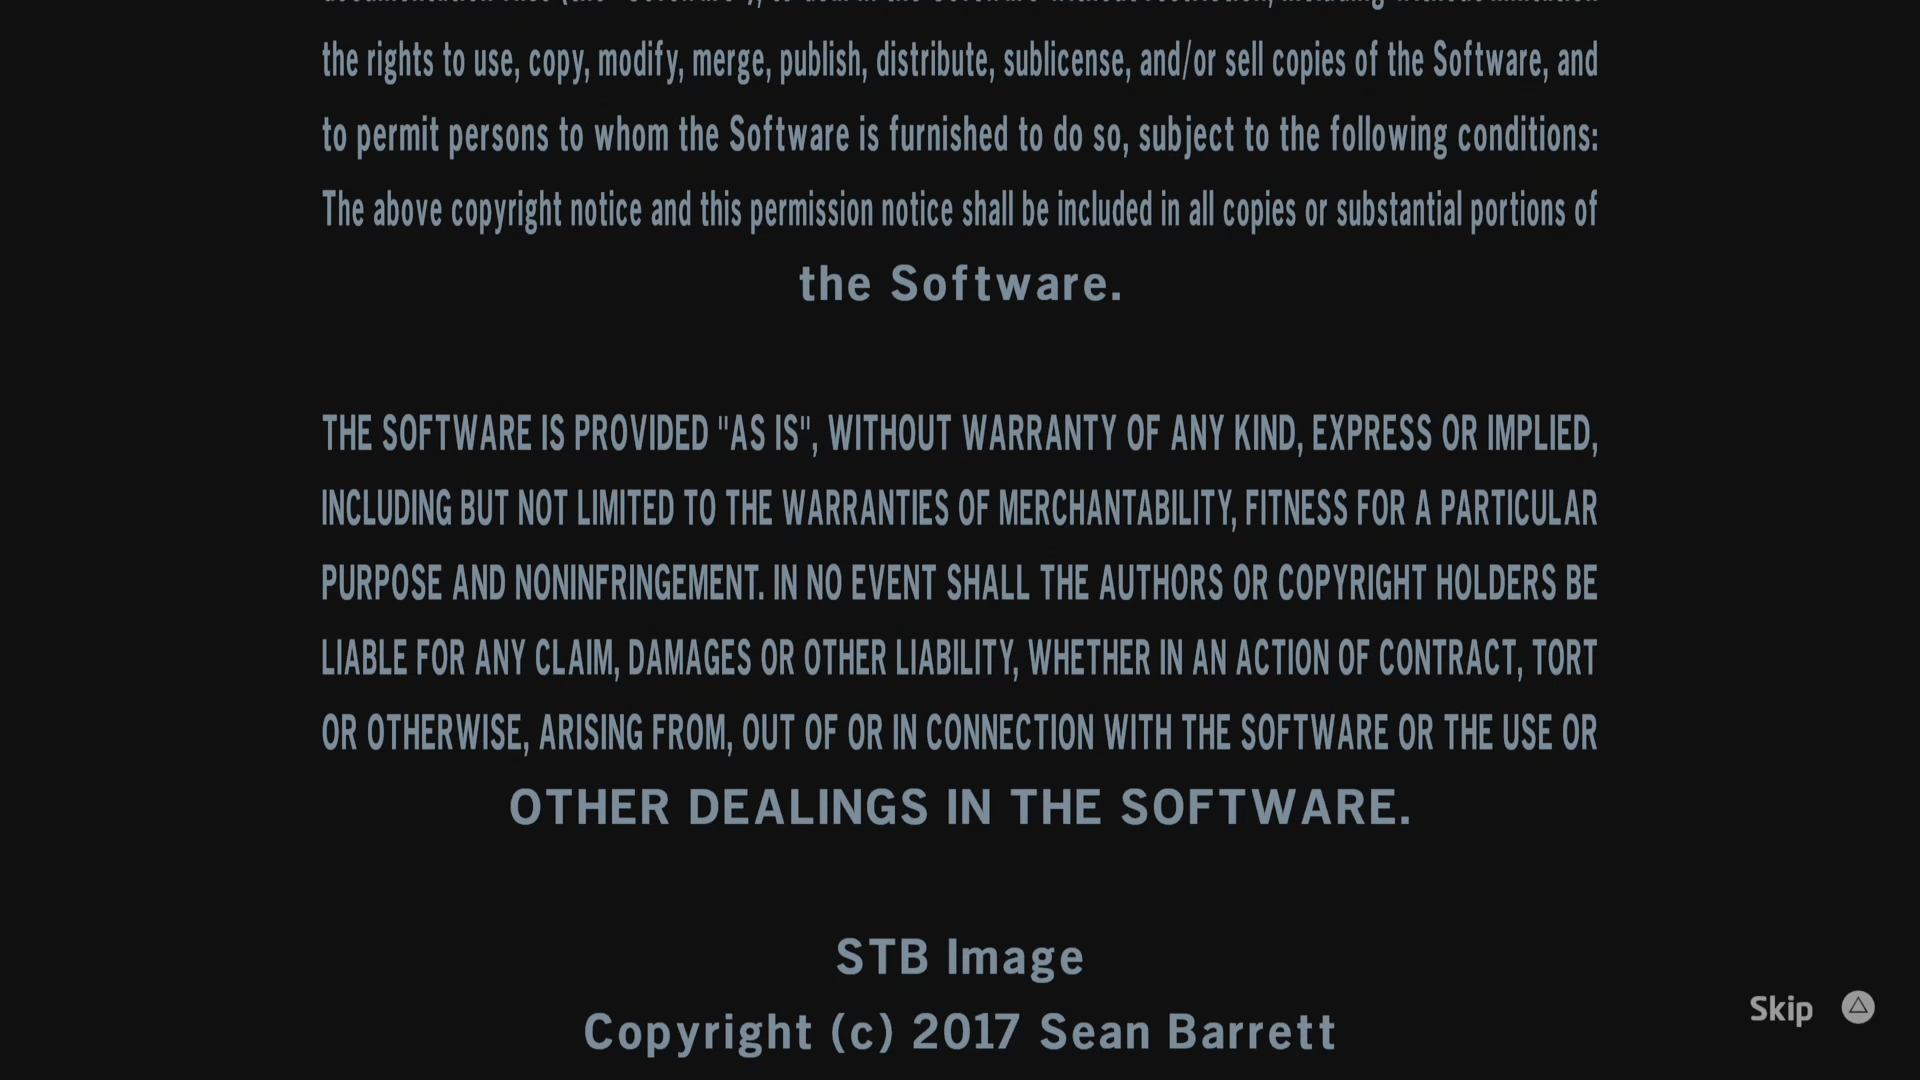 the rights to use, copy, modify, merge, publish, distribute, sublicense, and/or sell copies of the Software, and
to permit persons to whom the Software is furnished to do so, subject to the following conditions:
The above copyright notice and this permission notice shall be included in all copies or substantial portions of
the Software.
THE SOFTWARE IS PROVIDED "AS IS", WITHOUT WARRANTY OF ANY KIND, EXPRESS OR IMPLIED,
INCLUDING BUT NOT LIMITED TO THE WARRANTIES OF MERCHANTABILITY, FITNESS FOR A PARTICULAR
PURPOSE AND NONINFRINGEMENT. IN NO EVENT SHALL THE AUTHORS OR COPYRIGHT HOLDERS BE
LIABLE FOR ANY CLAIM, DAMAGES OR OTHER LIABILITY, WHETHER IN AN ACTION OF CONTRACT, TORT
OR OTHERWISE, ARISING FROM, OUT OF OR IN CONNECTION WITH THE SOFTWARE OR THE USE OR
OTHER DEALINGS IN THE SOFTWARE.
STB Image
Skip
Copyright (c) 2017 Sean Barrett